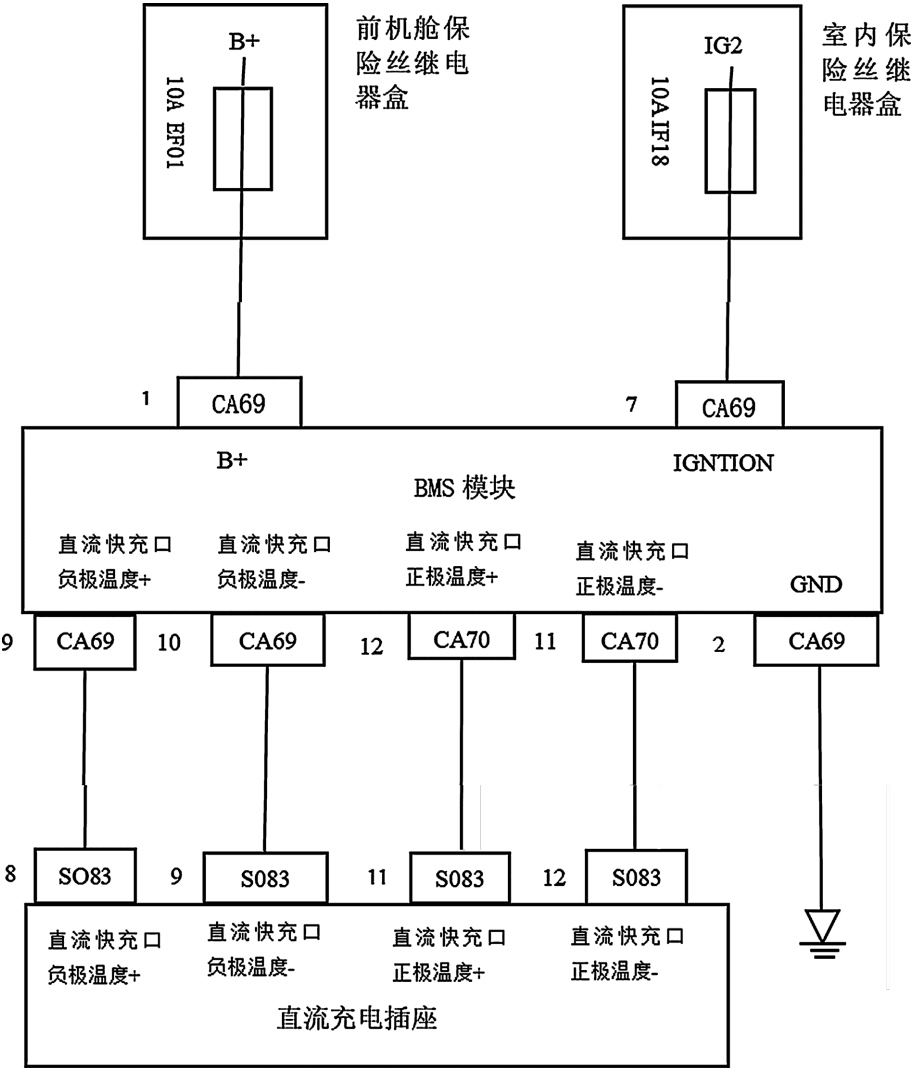 B+
10A EF01
前机舱保
险丝继电
器盒
IG2
10A IF18
室内保
险丝继
电器盒
1
CA69
7
CA69
B+
IGNTION
BMS 模块
直流快充口
负极温度+
直流快充口
负极温度-
直流快充口
正极温度+
直流快充口
正极温度-
GND
9
CA69
10
CA69
12
CA70
11
CA70
2
CA69
8
SO83
9
S083
11
S083
12
S083
直流快充口
负极温度+
直流快充口
负极温度-
直流快充口
正极温度+
直流快充口
正极温度-
直流充电插座